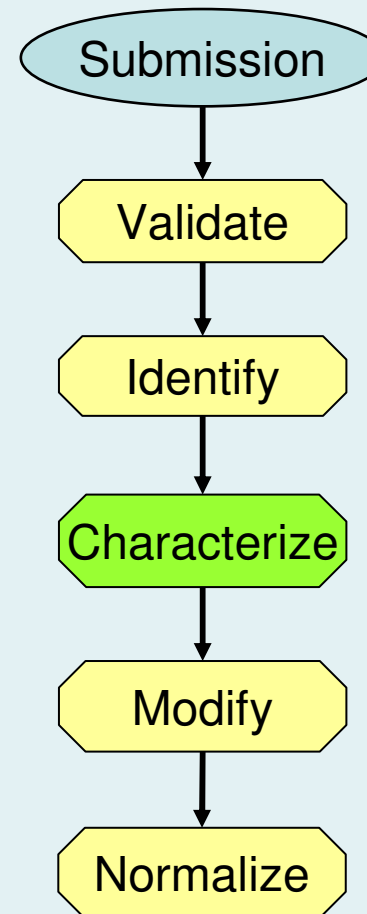 Submission
Validate
Identify
Characterize
Modify
Normalize